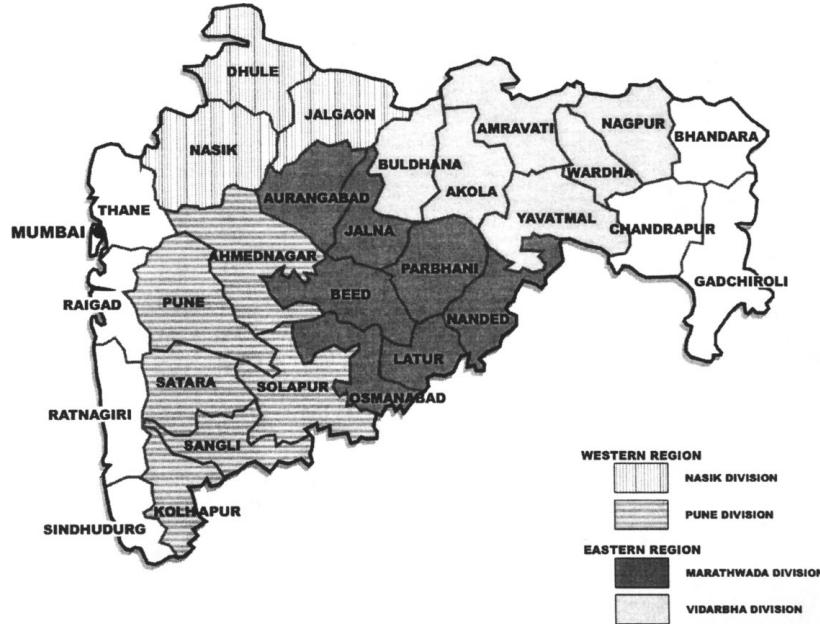 DHULE
JALGAON
NASIK
AMRAVATI
NAGPUR
BHANDARA
BULDHANA
WARDHA
AKOLA
AURANGABAD
THANE
YAVATMAL
MUMBAI
JALNA
CHANDRAPUR
AHMEDNAGAR
PARBHANI
GADCHIROLI
RAIGAD
PUNE
BEED
NANDED
LATUR
SATARA
SOLAPUR
OSMANABAD
RATNAGIRI
SANGLI
KOLHAPUR
SINDHUDURG
WESTERN REGION
NASIK DIVISION
PUNE DIVISION
EASTERN REGION
MARATHWADA DIVISION
VIDARBHA DIVISION